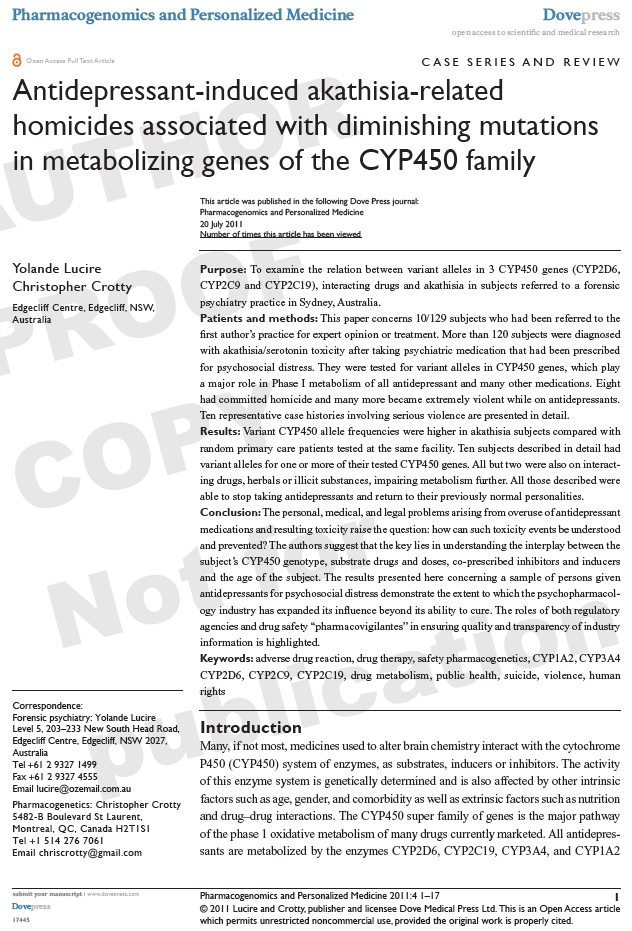 Pharmacogenomics and Personalized Medicine
Dovepress
open access to scientific and medical research
Open Access Full Text Article
CASE SERIES AND REVIEW
Antidepressant-induced akathisia-related
homicides associated with diminishing mutations
in metabolizing genes of the CYP450 family
This article was published in the following Dove Press journal:
Pharmacogenomics and Personalized Medicine
20 July 2011
Number of times this article has been viewed
Yolande Lucire
Christopher Crotty
Edgecliff Centre, Edgecliff, NSW,
Australia
Purpose: To examine the relation between variant alleles in 3 CYP450 genes (CYP2D6,
CYP2C9 and CYP2C19), interacting drugs and akathisia in subjects referred to a forensic
psychiatry practice in Sydney, Australia.
Patients and methods: This paper concerns 10/129 subjects who had been referred to the
first author's practice for expert opinion or treatment. More than 120 subjects were diagnosed
with akathisia/serotonin toxicity after taking psychiatric medication that had been prescribed
for psychosocial distress. They were tested for variant alleles in CYP450 genes, which play
a major role in Phase I metabolism of all antidepressant and many other medications. Eight
had committed homicide and many more became extremely violent while on antidepressants.
Ten representative case histories involving serious violence are presented in detail.
Results: Variant CYP450 allele frequencies were higher in akathisia subjects compared with
random primary care patients tested at the same facility. Ten subjects described in detail had
variant alleles for one or more of their tested CYP450 genes. All but two were also on interact-
ing drugs, herbals or illicit substances, impairing metabolism further. All those described were
able to stop taking antidepressants and return to their previously normal personalities.
Conclusion: The personal, medical, and legal problems arising from overuse of antidepressant
medications and resulting toxicity raise the question: how can such toxicity events be understood
and prevented? The authors suggest that the key lies in understanding the interplay between the
subject's CYP450 genotype, substrate drugs and doses, co-prescribed inhibitors and inducers
and the age of the subject. The results presented here concerning a sample of persons given
antidepressants for psychosocial distress demonstrate the extent to which the psychopharmacol-
ogy industry has expanded its influence beyond its ability to cure. The roles of both regulatory
agencies and drug safety "pharmacovigilantes" in ensuring quality and transparency of industry
information is highlighted.
Keywords: adverse drug reaction, drug therapy, safety pharmacogenetics, CYP1A2, CYP3A4
CYP2D6, CYP2C9, CYP2C19, drug metabolism, public health, suicide, violence, human
rights
Correspondence:
Forensic psychiatry: Yolande Lucire
Level 5, 203–233 New South Head Road,
Edgecliff Centre, Edgecliff, NSW 2027,
Australia
Tel +61 2 9327 1499
Fax +61 2 9327 4555
Email lucire@ozemail.com.au
Pharmacogenetics: Christopher Crotty
5482-B Boulevard St Laurent,
Montreal, QC, Canada H2T1S1
Tel +1 514 276 7061
Email chriscrotty@gmail.com
Introduction
Many, if not most, medicines used to alter brain chemistry interact with the cytochrome
P450 (CYP450) system of enzymes, as substrates, inducers or inhibitors. The activity
of this enzyme system is genetically determined and is also affected by other intrinsic
factors such as age, gender, and comorbidity as well as extrinsic factors such as nutrition
and drug–drug interactions. The CYP450 super family of genes is the major pathway
of the phase 1 oxidative metabolism of many drugs currently marketed. All antidepres-
sants are metabolized by the enzymes CYP2D6, CYP2C19, CYP3A4, and CYP1A2
submit your manuscript | www.dovepress.com
Dovepress
17445
Pharmacogenomics and Personalized Medicine 2011:4 1–17
1
© 2011 Lucire and Crotty, publisher and licensee Dove Medical Press Ltd. This is an Open Access article
which permits unrestricted noncommercial use, provided the original work is properly cited.
AUTHOR
PROOF
COPY
Not for
publication